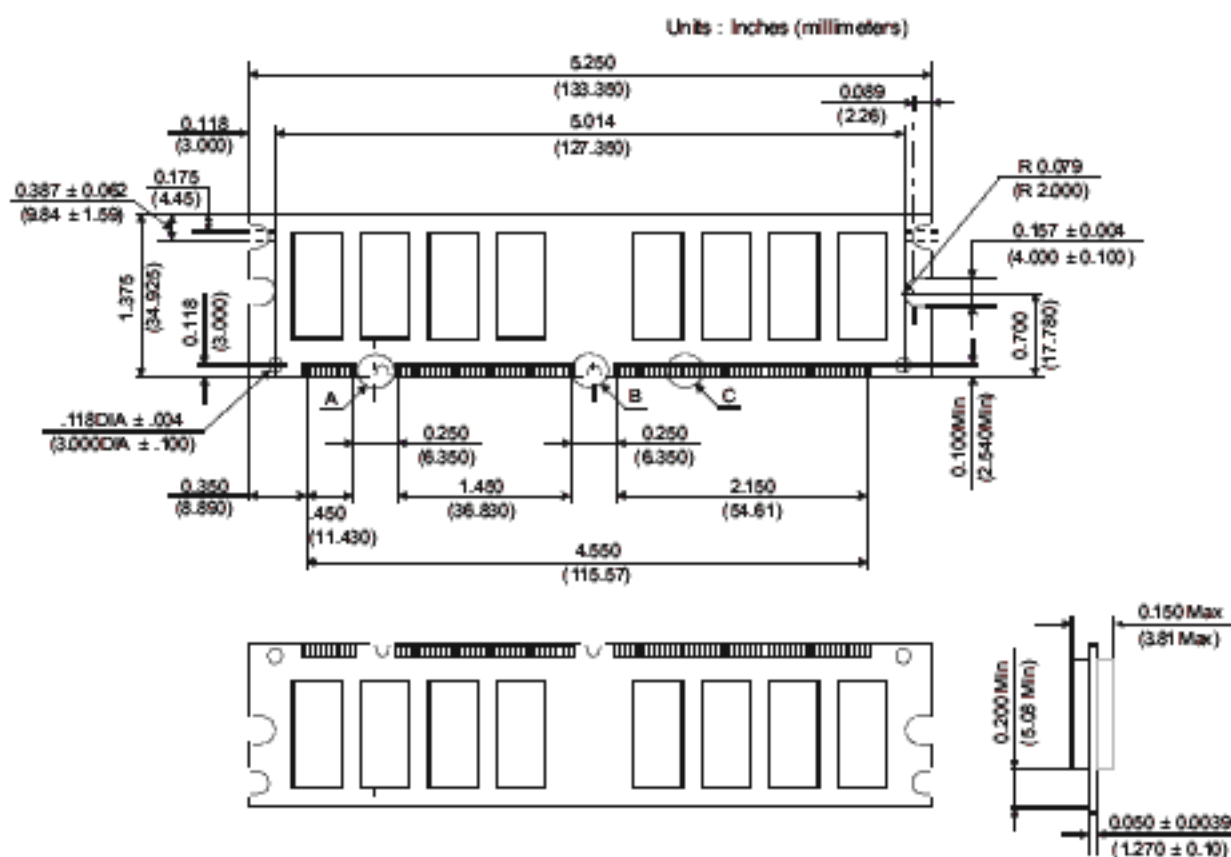 Units : Inches (millimeters)
5.250
(133.350)
0.089
(2.26)
0.118
(3.000)
5.014
(127.350)
R 0.079
(R 2.000)
0.387 ± 0.062
(9.84 ± 1.59)
0.175
(4.45)
0.157 ± 0.004
(4.000 ± 0.100)
1.375
(34.925)
0.118
(3.000)
0.700
(17.780)
A
B
C
.118DIA ± .004
(3.000DIA ± .100)
0.250
(6.350)
0.250
(6.350)
0.100Min
(2.540Min)
0.350
(8.890)
.450
(11.430)
1.450
(36.830)
2.150
(54.61)
4.550
(115.57)
0.150 Max
(3.81 Max)
0.200 Min
(5.08 Min)
0.050 ± 0.0039
(1.270 ± 0.10)